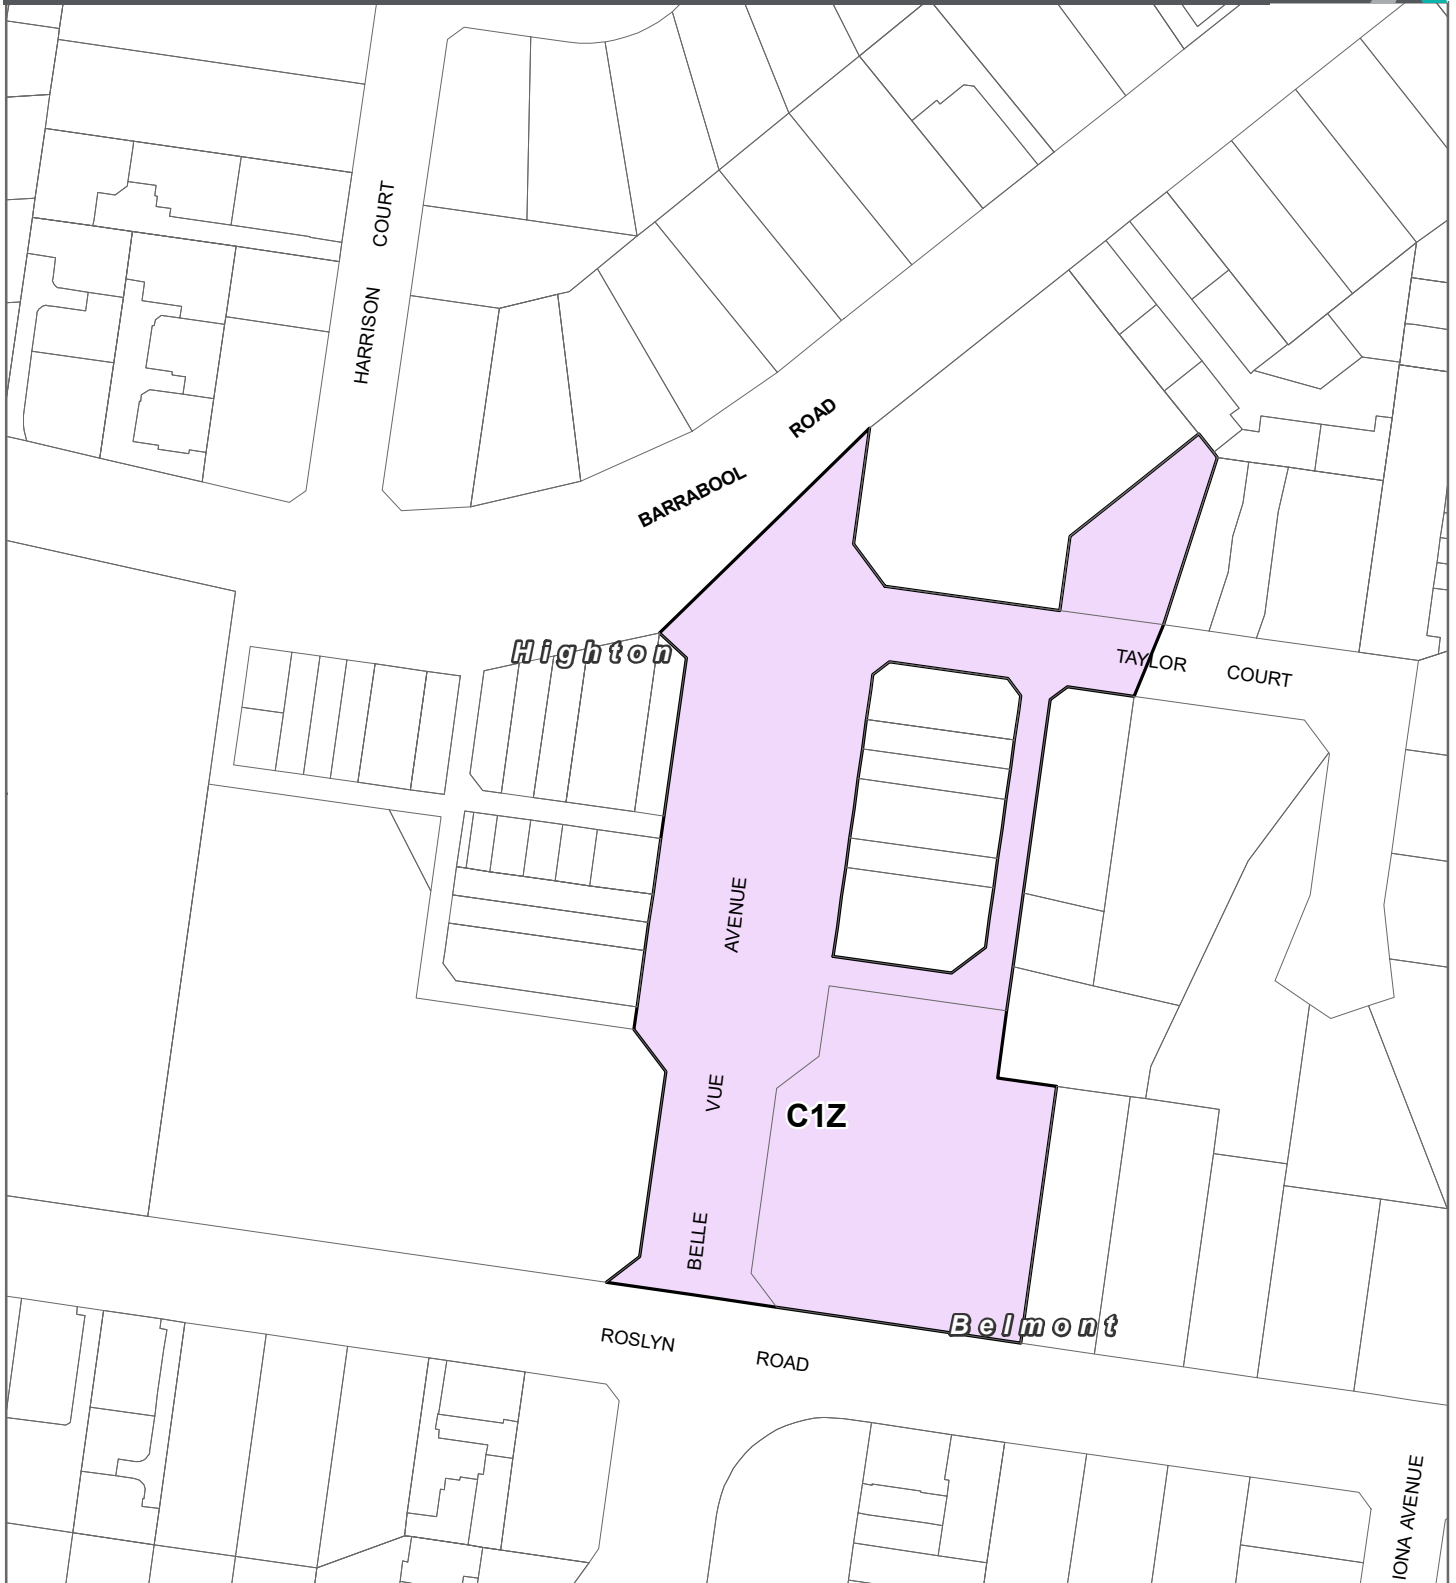 HARRISON COURT
BARRABOOL ROAD
Highton
TAYLOR COURT
BELLE VUE AVENUE
C1Z
Belmont
ROSLYN ROAD
IONA AVENUE